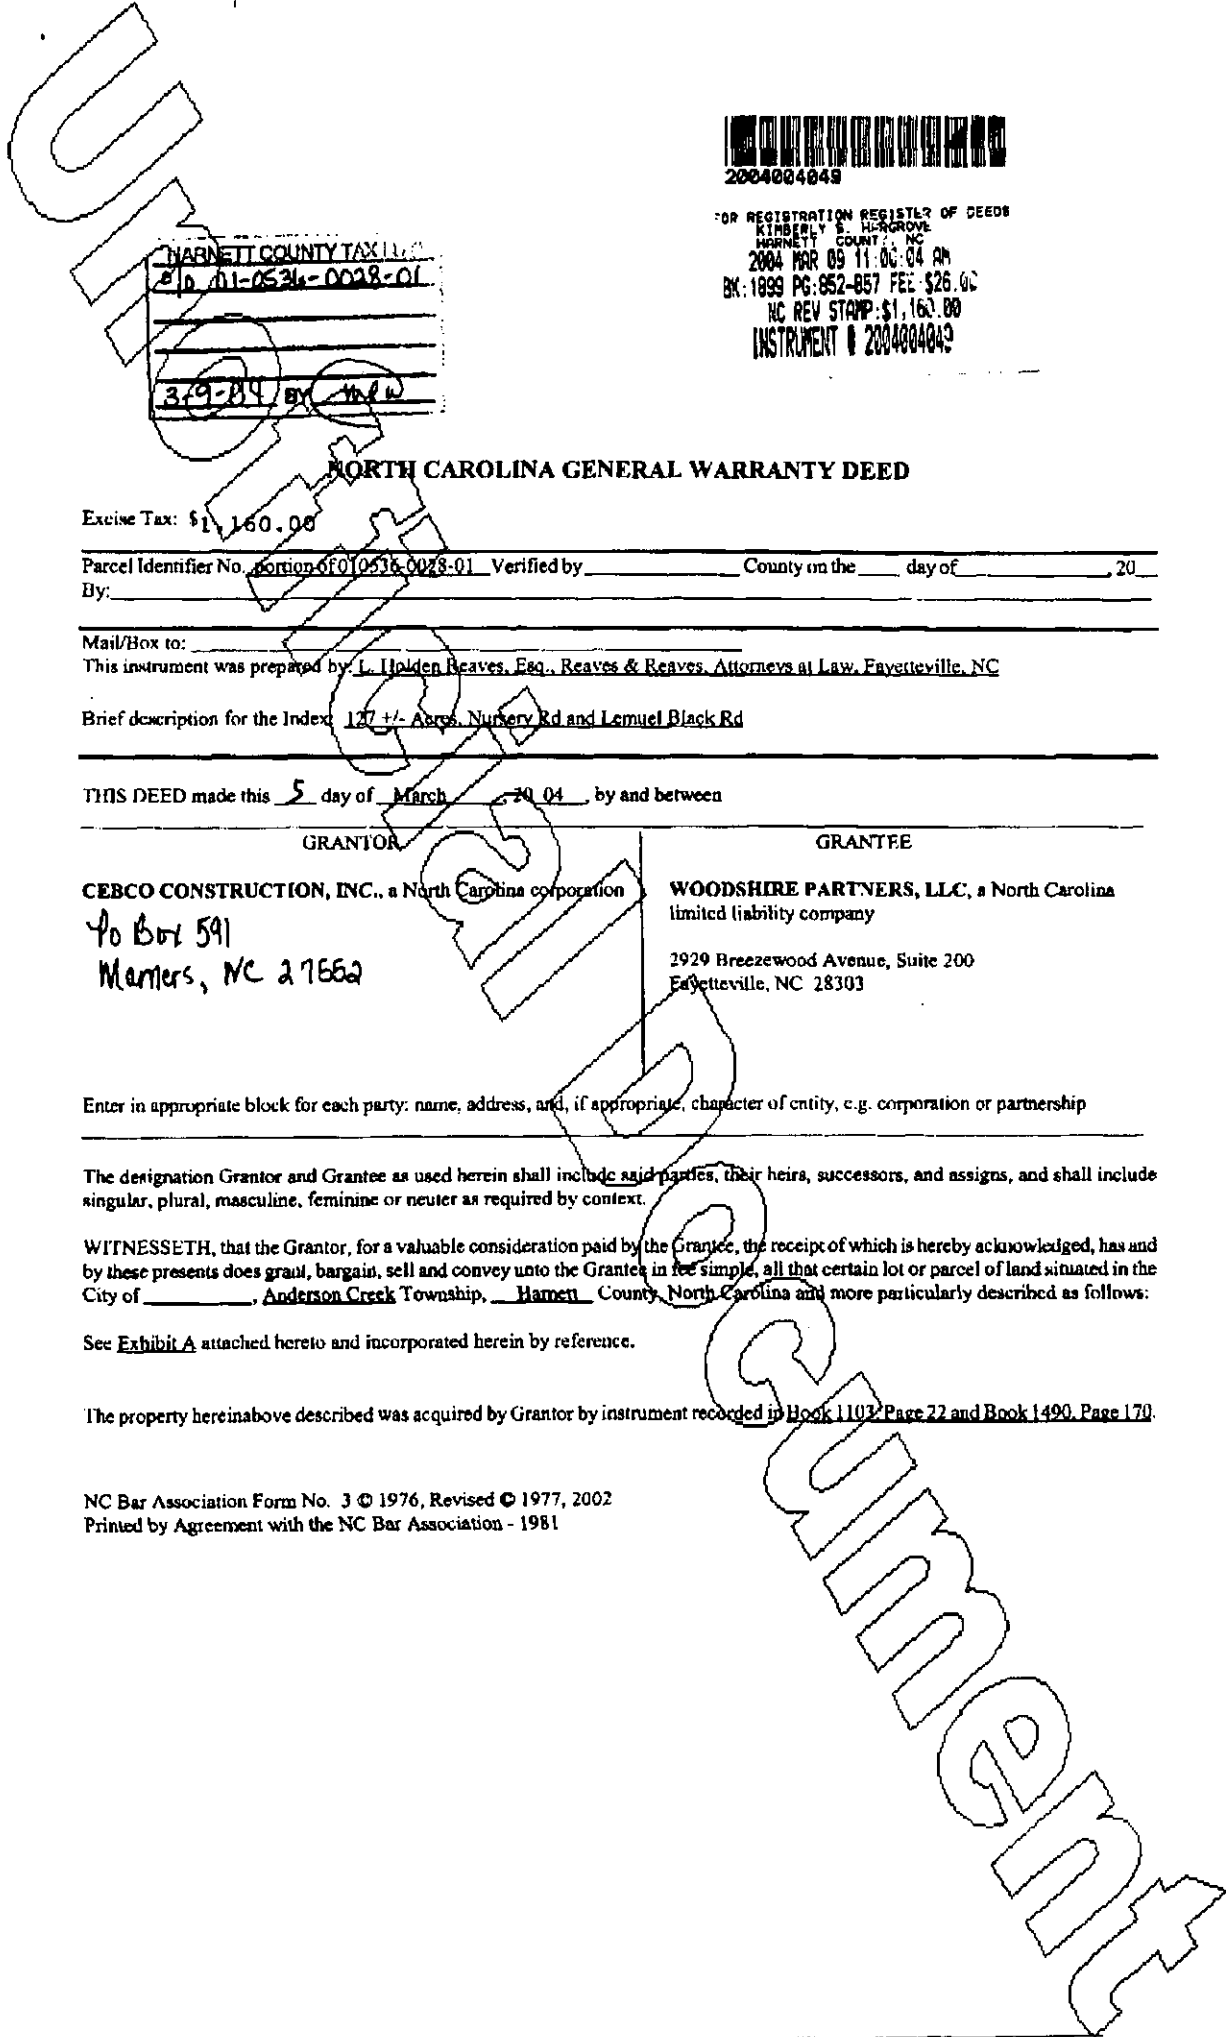 2004004049
FOR REGISTRATION REGISTER OF DEEDS
KIMBERLY S. HARGROVE
HARNETT COUNTY, NC
2004 MAR 09 11:06:04 AM
BK:1899 PG:852-857 FEE:$26.00
NC REV STAMP:$1,160.00
INSTRUMENT # 2004004049
HARNETT COUNTY TAX I.D.
01-0536-0028-01
3-9-04 BY
NORTH CAROLINA GENERAL WARRANTY DEED
Excise Tax: $1,160.00
Parcel Identifier No. portion of 010536-0028-01 Verified by ____________ County on the ____ day of ____________, 20__
By:
Mail/Box to:
This instrument was prepared by: L. Holden Reaves, Esq., Reaves & Reaves, Attorneys at Law, Fayetteville, NC
Brief description for the Index: 127 +/- Acres, Nursery Rd and Lemuel Black Rd
THIS DEED made this 5 day of March, 20 04, by and between
GRANTOR
GRANTEE
CEBCO CONSTRUCTION, INC., a North Carolina corporation
Po Box 591
Mamers, NC 27552
WOODSHIRE PARTNERS, LLC, a North Carolina
limited liability company
2929 Breezewood Avenue, Suite 200
Fayetteville, NC 28303
Enter in appropriate block for each party: name, address, and, if appropriate, character of entity, e.g. corporation or partnership
The designation Grantor and Grantee as used herein shall include said parties, their heirs, successors, and assigns, and shall include
singular, plural, masculine, feminine or neuter as required by context.
WITNESSETH, that the Grantor, for a valuable consideration paid by the Grantee, the receipt of which is hereby acknowledged, has and
by these presents does grant, bargain, sell and convey unto the Grantee in fee simple, all that certain lot or parcel of land situated in the
City of __________, Anderson Creek Township, Harnett County, North Carolina and more particularly described as follows:
See Exhibit A attached hereto and incorporated herein by reference.
The property hereinabove described was acquired by Grantor by instrument recorded in Book 1103, Page 22 and Book 1490, Page 170.
NC Bar Association Form No. 3 © 1976, Revised © 1977, 2002
Printed by Agreement with the NC Bar Association - 1981
Unofficial Document